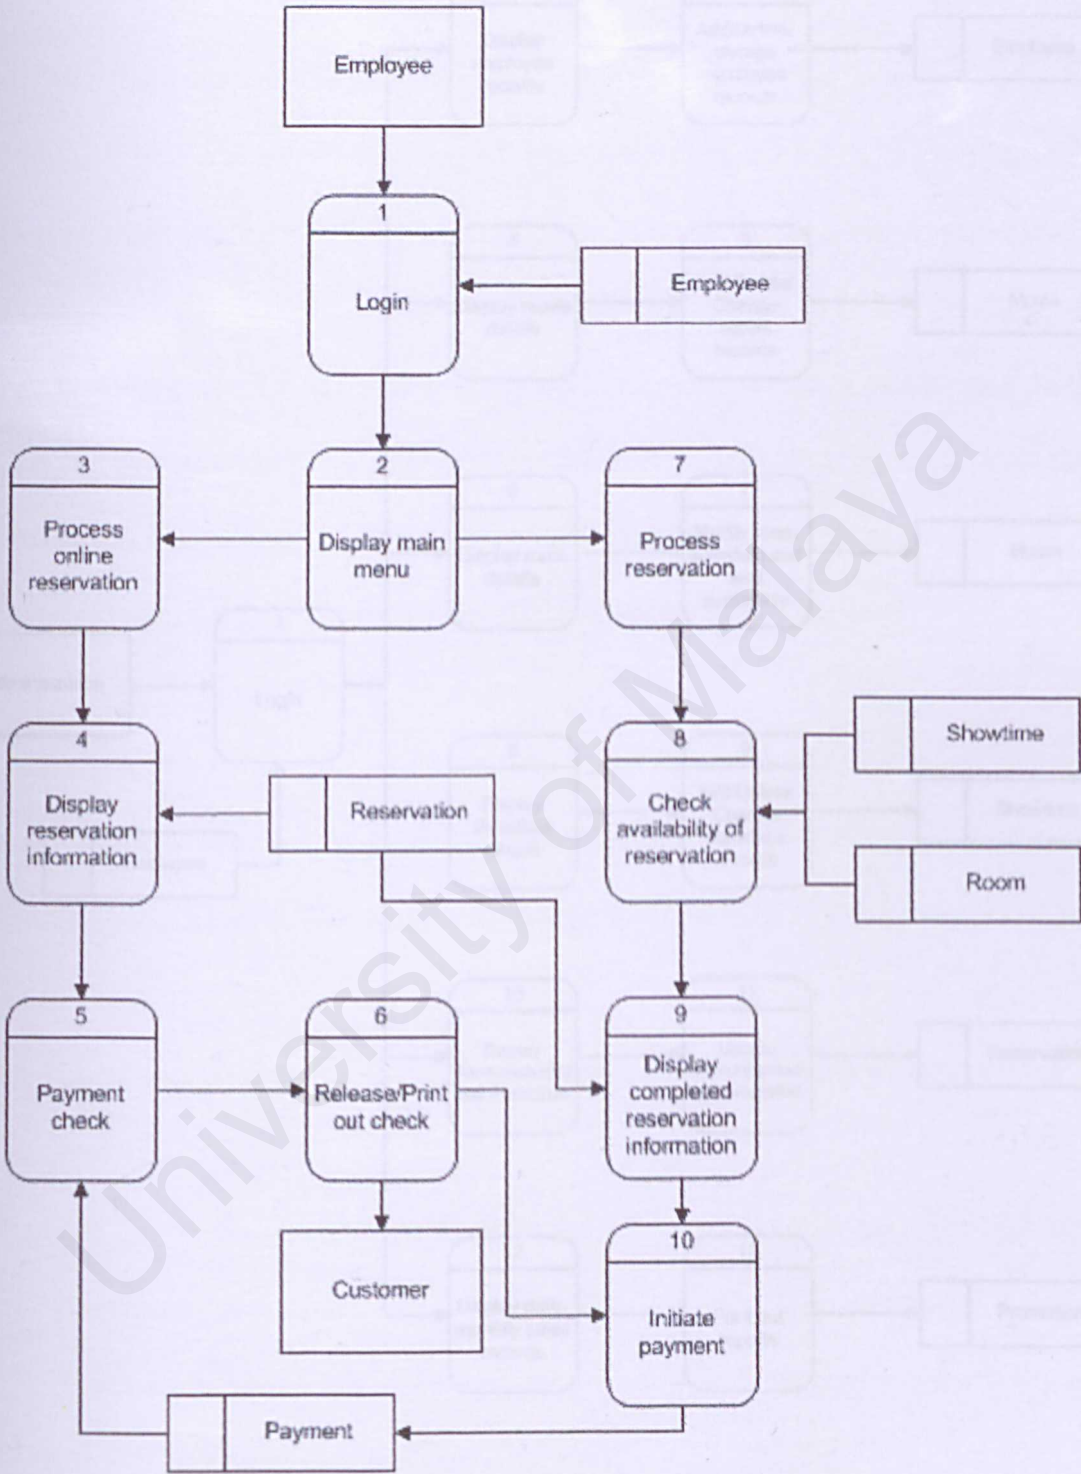 Employee
1
Login
Employee
3
Process
online
reservation
2
Display main
menu
7
Process
reservation
4
Display
reservation
information
Reservation
8
Check
availability of
reservation
Showtime
Room
5
Payment
check
6
Release/Print
out check
9
Display
completed
reservation
information
Customer
10
Initiate
payment
Payment
University of Malaya